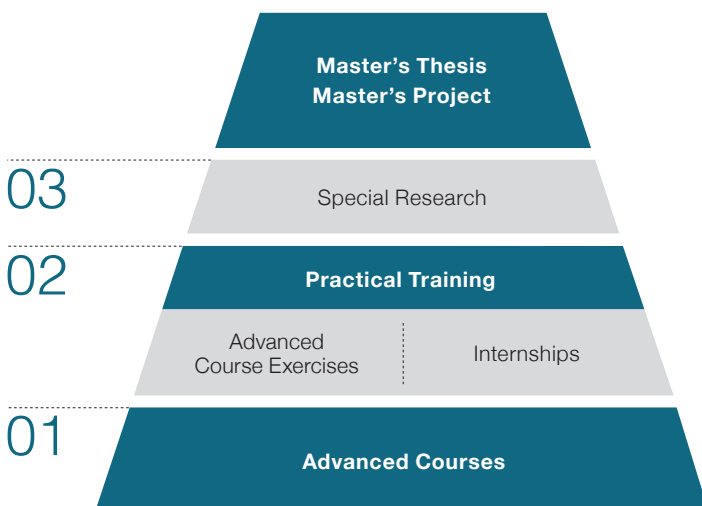 Master’s Thesis
Master’s Project
03
Special Research
02
Practical Training
Advanced
Course Exercises
Internships
01
Advanced Courses